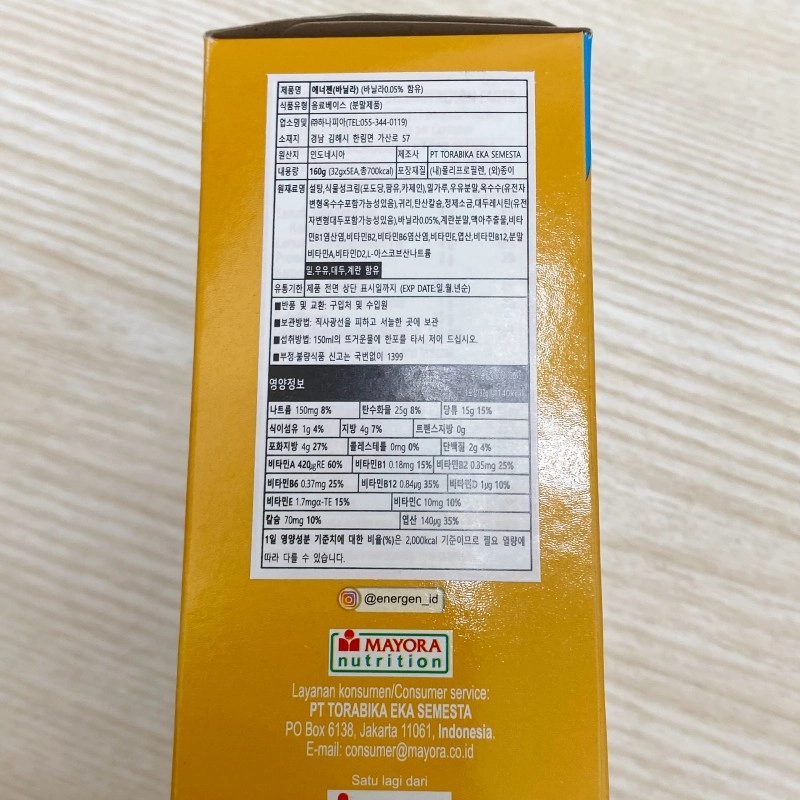 제품명 에너젠(바닐라) (바닐라0.05% 함유)
식품유형 음료베이스 (분말제품)
업소명및 ㈜하나피아(TEL:055-344-0119)
소재지 경남 김해시 한림면 가산로 57
원산지 인도네시아 제조사 PT TORABIKA EKA SEMESTA
내용량 160g (32gx5EA,총700kcal) 포장재질 (내)폴리프로필렌, (외)종이
원재료명 설탕,식물성크림(포도당,팜유,카제인),밀가루,우유분말,옥수수(유전자
변형옥수수포함가능성있음),귀리,탄산칼슘,정제소금,대두레시틴(유전
자변형대두포함가능성있음),바닐라0.05%,계란분말,맥아추출물,비타
민B1염산염,비타민B2,비타민B6염산염,비타민E,엽산,비타민B12,분말
비타민A,비타민D2,L-아스코브산나트륨
밀,우유,대두,계란 함유
유통기한 제품 전면 상단 표시일까지 (EXP DATE:일.월.년순)
■반품 및 교환: 구입처 및 수입원
■보관방법: 직사광선을 피하고 서늘한 곳에 보관
■섭취방법: 150ml의 뜨거운물에 한포를 타서 저어 드십시오.
■부정·불량식품 신고는 국번없이 1399
영양정보
나트륨 150mg 8% 탄수화물 25g 8% 당류 15g 15%
식이섬유 1g 4% 지방 4g 7% 트랜스지방 0g
포화지방 4g 27% 콜레스테롤 0mg 0% 단백질 2g 4%
비타민A 420㎍RE 60% 비타민B1 0.18mg 15% 비타민B2 0.35mg 25%
비타민B6 0.37mg 25% 비타민B12 0.84μg 35% 비타민D 1μg 10%
비타민E 1.7mgα-TE 15% 비타민C 10mg 10%
칼슘 70mg 10% 엽산 140μg 35%
1일 영양성분 기준치에 대한 비율(%)은 2,000kcal 기준이므로 필요 열량에
따라 다를 수 있습니다.
@energen_id
MAYORA
nutrition
Layanan konsumen/Consumer service:
PT TORABIKA EKA SEMESTA
PO Box 6138, Jakarta 11061, Indonesia.
E-mail: consumer@mayora.co.id
Satu lagi dari